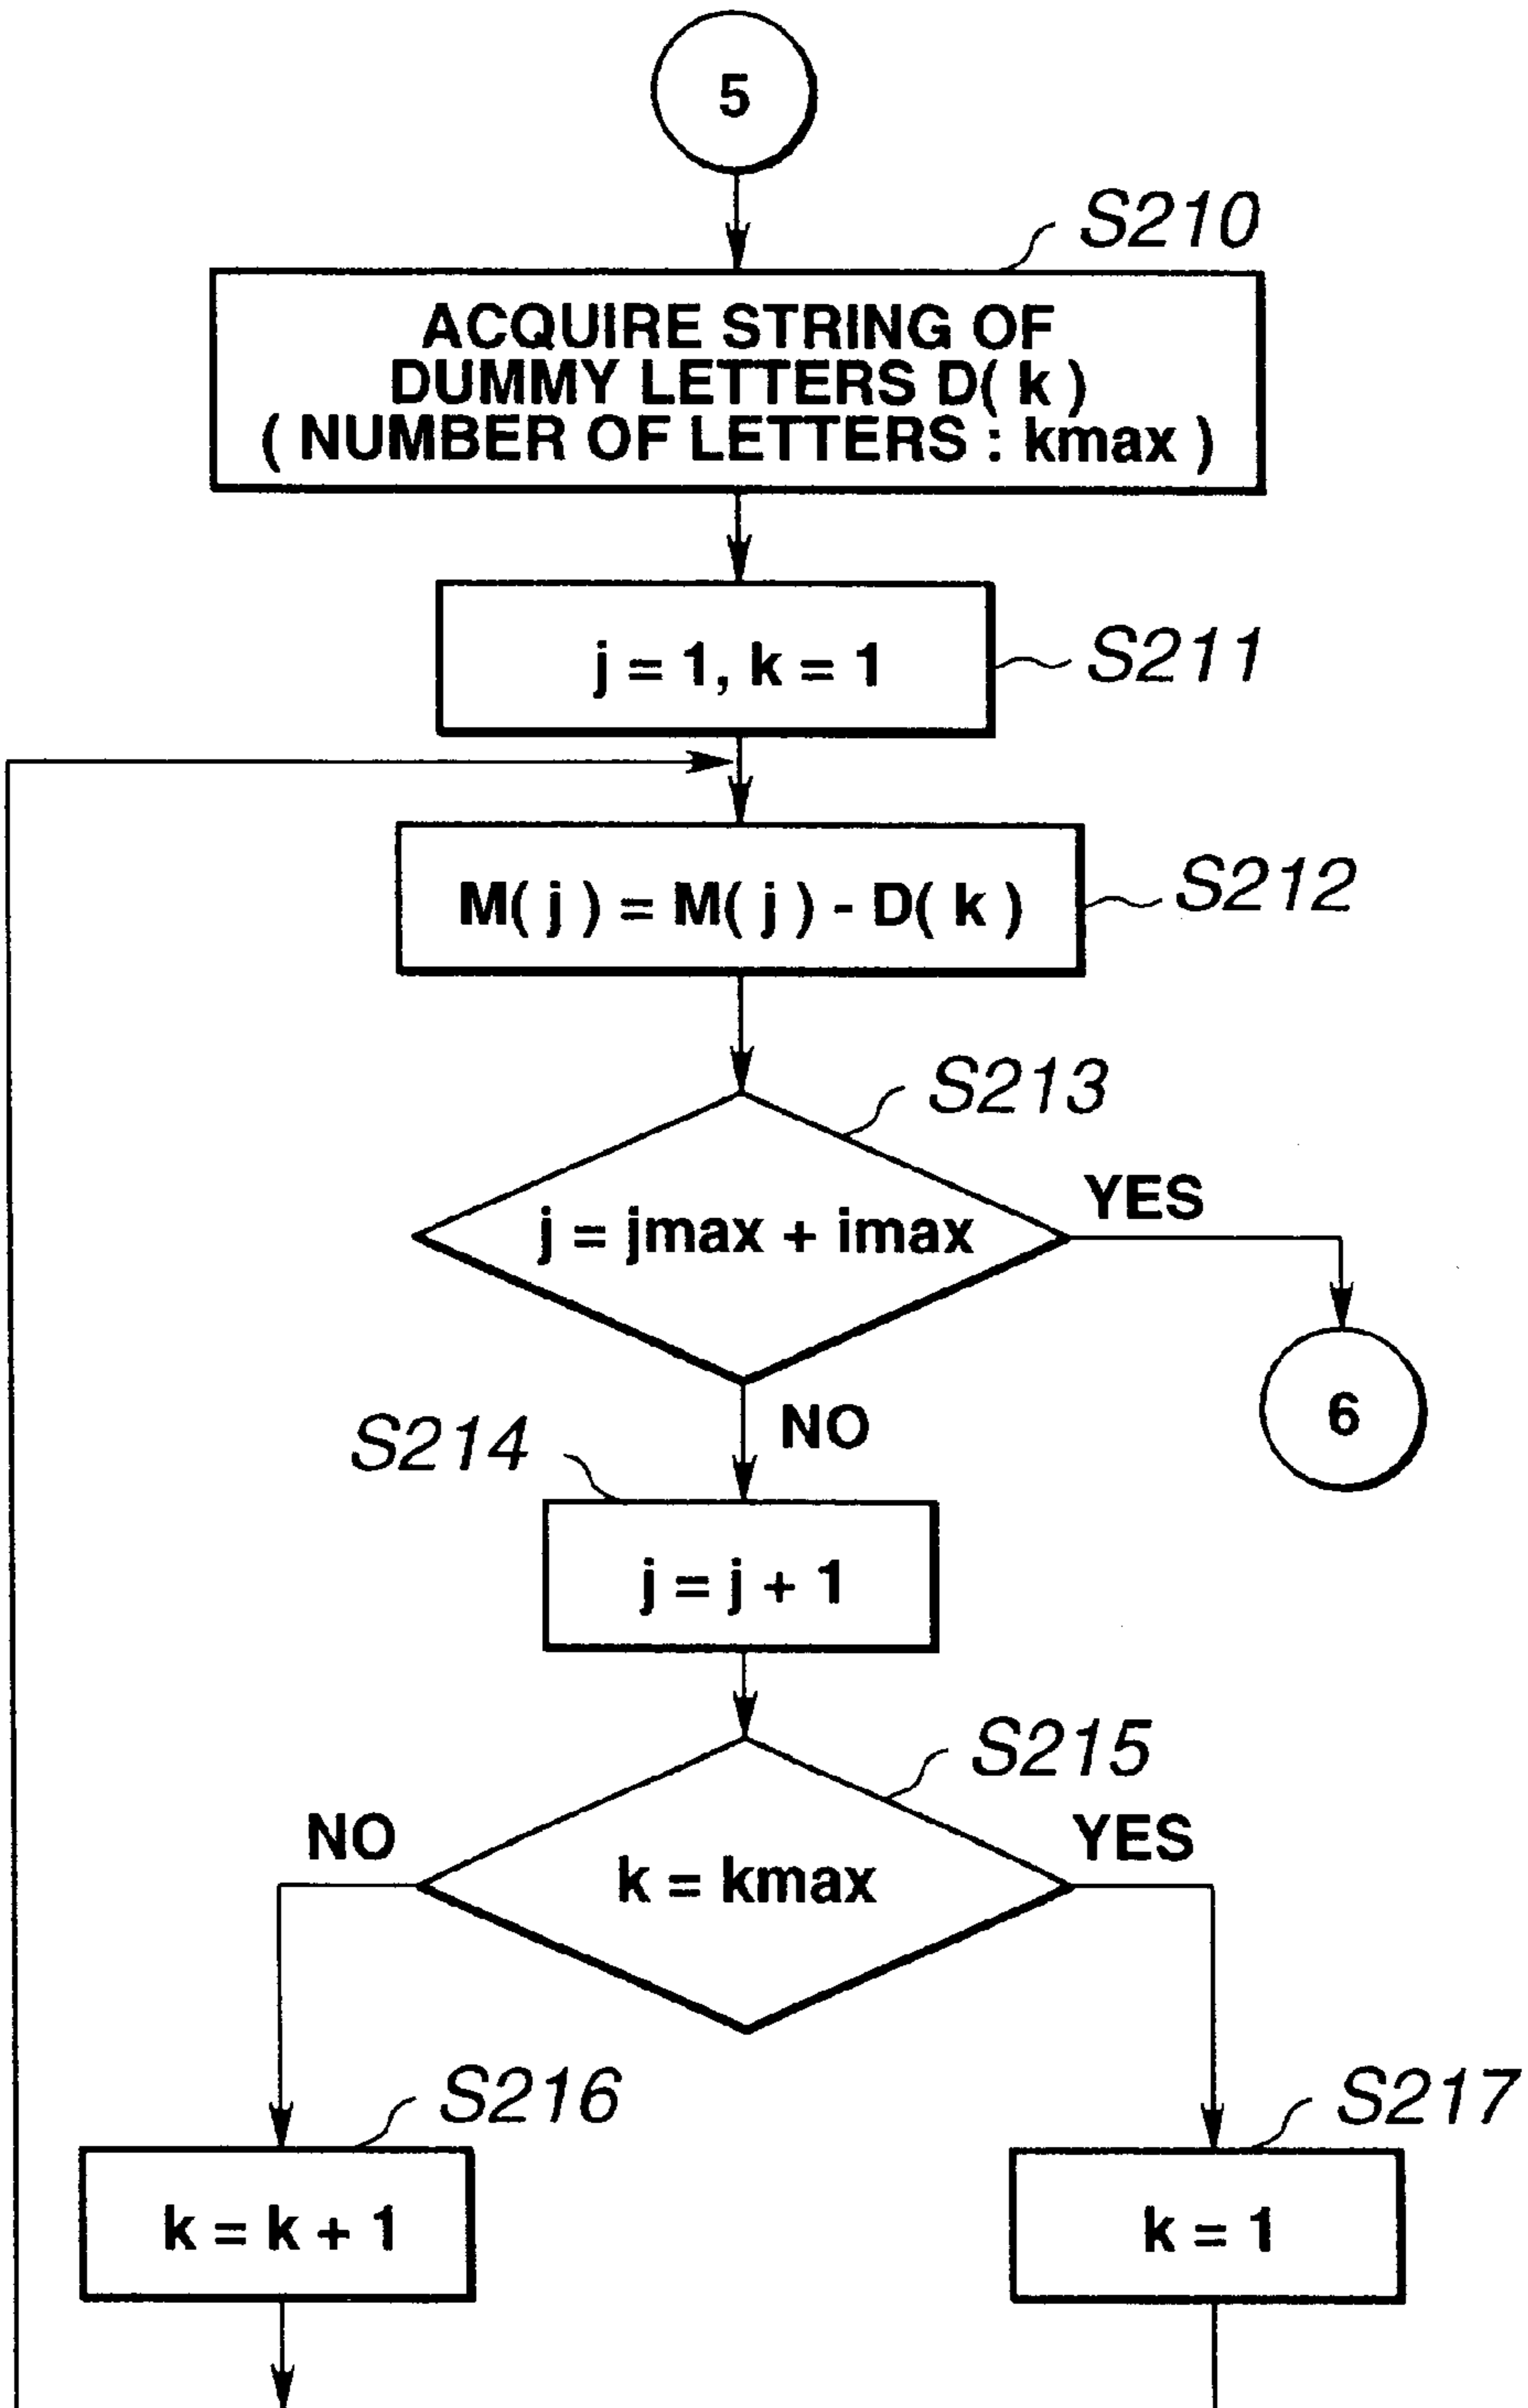 5
S210
ACQUIRE STRING OF
DUMMY LETTERS D( k )
( NUMBER OF LETTERS : kmax )
j = 1, k = 1
S211
M( j ) = M( j ) - D( k )
S212
S213
j = jmax + imax
YES
6
NO
S214
j = j + 1
S215
NO
k = kmax
YES
S216
S217
k = k + 1
k = 1